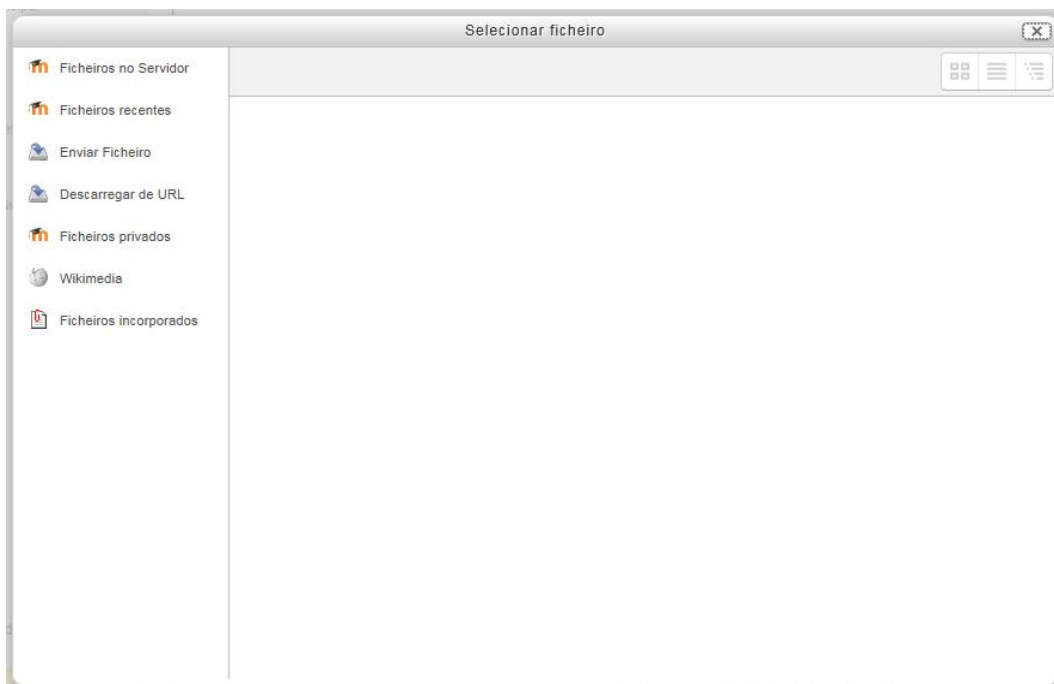 Selecionar ficheiro
Ficheiros no Servidor
Ficheiros recentes
Enviar Ficheiro
Descarregar de URL
Ficheiros privados
Wikimedia
Ficheiros incorporados